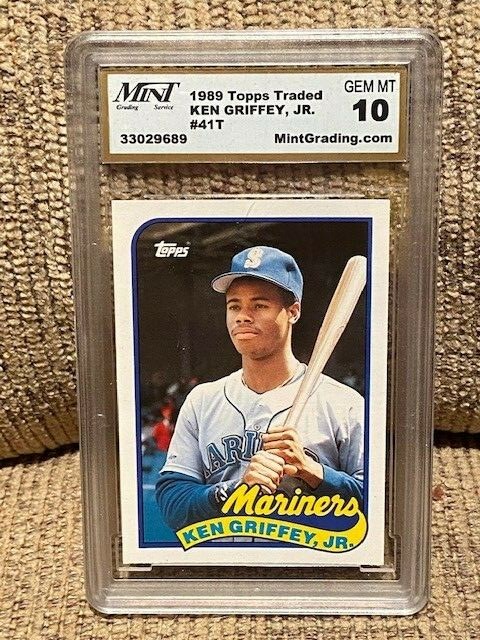 MINT
Grading Service
33029689
1989 Topps Traded
KEN GRIFFEY, JR.
#41T
GEM MT
10
MintGrading.com
topps
S
MARINERS
Mariners
KEN GRIFFEY, JR.